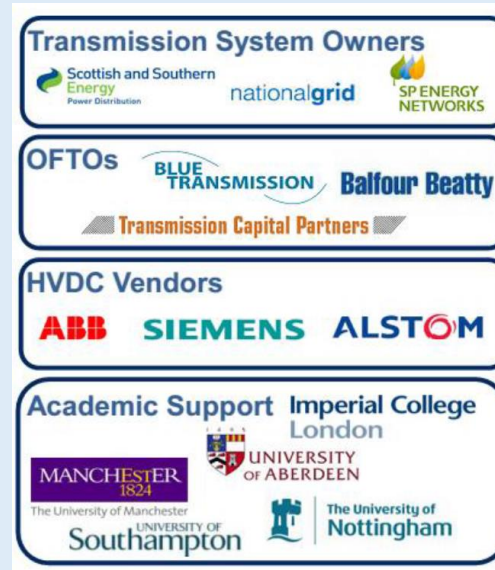 Transmission System Owners
Scottish and Southern
Energy
Power Distribution
nationalgrid
SP ENERGY
NETWORKS
OFTOs
BLUE
TRANSMISSION
Balfour Beatty
Transmission Capital Partners
HVDC Vendors
ABB
SIEMENS
ALSTOM
Academic Support
Imperial College
London
1495
UNIVERSITY
OF ABERDEEN
MANCHESTER
1824
The University of Manchester
UNIVERSITY OF
Southampton
The University of
Nottingham